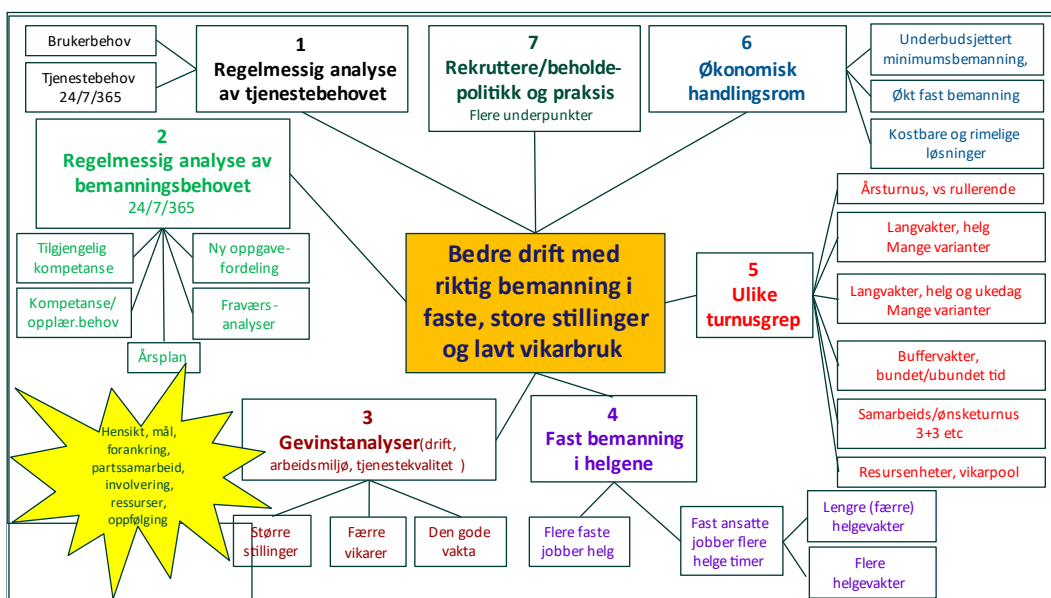 Brukerbehov
Tjenestebehov
24/7/365
1
Regelmessig analyse
av tjenestebehovet
7
Rekruttere/beholde-
politikk og praksis
Flere underpunkter
6
Økonomisk
handlingsrom
Underbudsjettert
minimumsbemanning,
Økt fast bemanning
Kostbare og rimelige
løsninger
2
Regelmessig analyse av
bemanningsbehovet
24/7/365
Tilgjengelig
kompetanse
Ny oppgave-
fordeling
Kompetanse/
opplær.behov
Fraværs-
analyser
Årsplan
Bedre drift med
riktig bemanning i
faste, store stillinger
og lavt vikarbruk
5
Ulike
turnusgrep
Årsturnus, vs rullerende
Langvakter, helg
Mange varianter
Langvakter, helg og ukedag
Mange varianter
Buffervakter,
bundet/ubundet tid
Samarbeids/ønsketurnus
3+3 etc
Resursenheter, vikarpool
Hensikt, mål,
forankring,
partssamarbeid,
involvering,
ressurser,
oppfølging
3
Gevinstanalyser(drift,
arbeidsmiljø, tjenestekvalitet )
Større
stillinger
Færre
vikarer
Den gode
vakta
4
Fast bemanning
i helgene
Flere faste
jobber helg
Fast ansatte
jobber flere
helge timer
Lengre (færre)
helgevakter
Flere
helgevakter